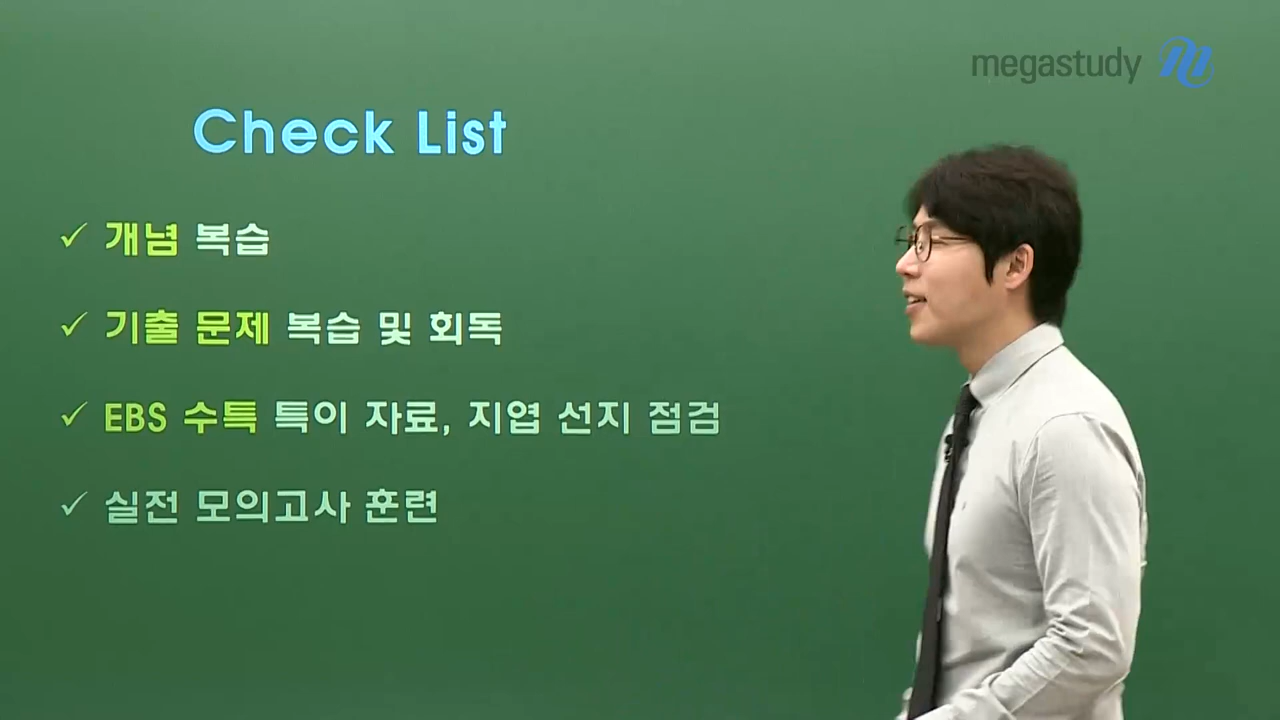 megastudy
Check List
✓ 개념 복습
✓ 기출 문제 복습 및 회독
✓ EBS 수특 특이 자료, 지엽 선지 점검
✓ 실전 모의고사 훈련